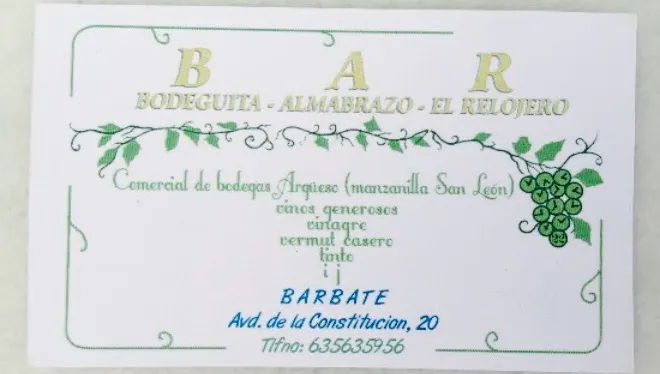 B A R
BODEGUITA - ALMABRAZO - EL RELOJERO
Comercial de bodegas Argüeso (manzanilla San León)
vinos generosos
vinagre
vermut casero
tinto
i j
BARBATE
Avd. de la Constitucion, 20
Tlfno: 635635956